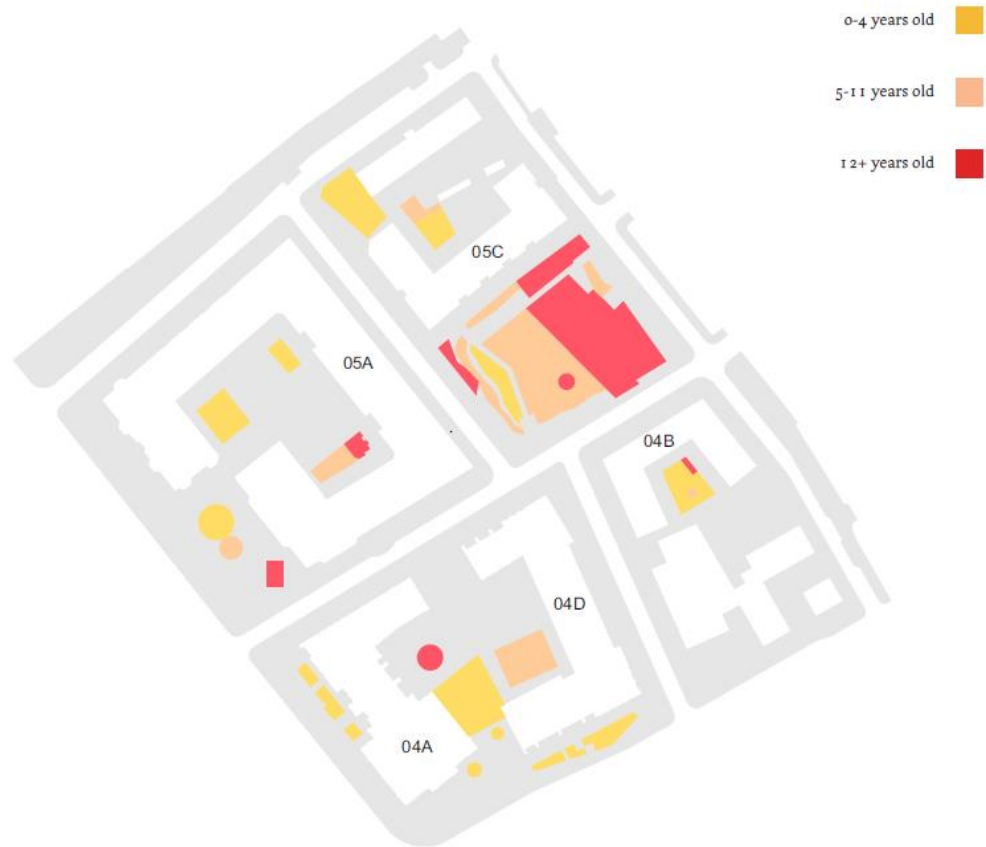 0-4 years old
5-11 years old
12+ years old
05C
05A
04B
04D
04A